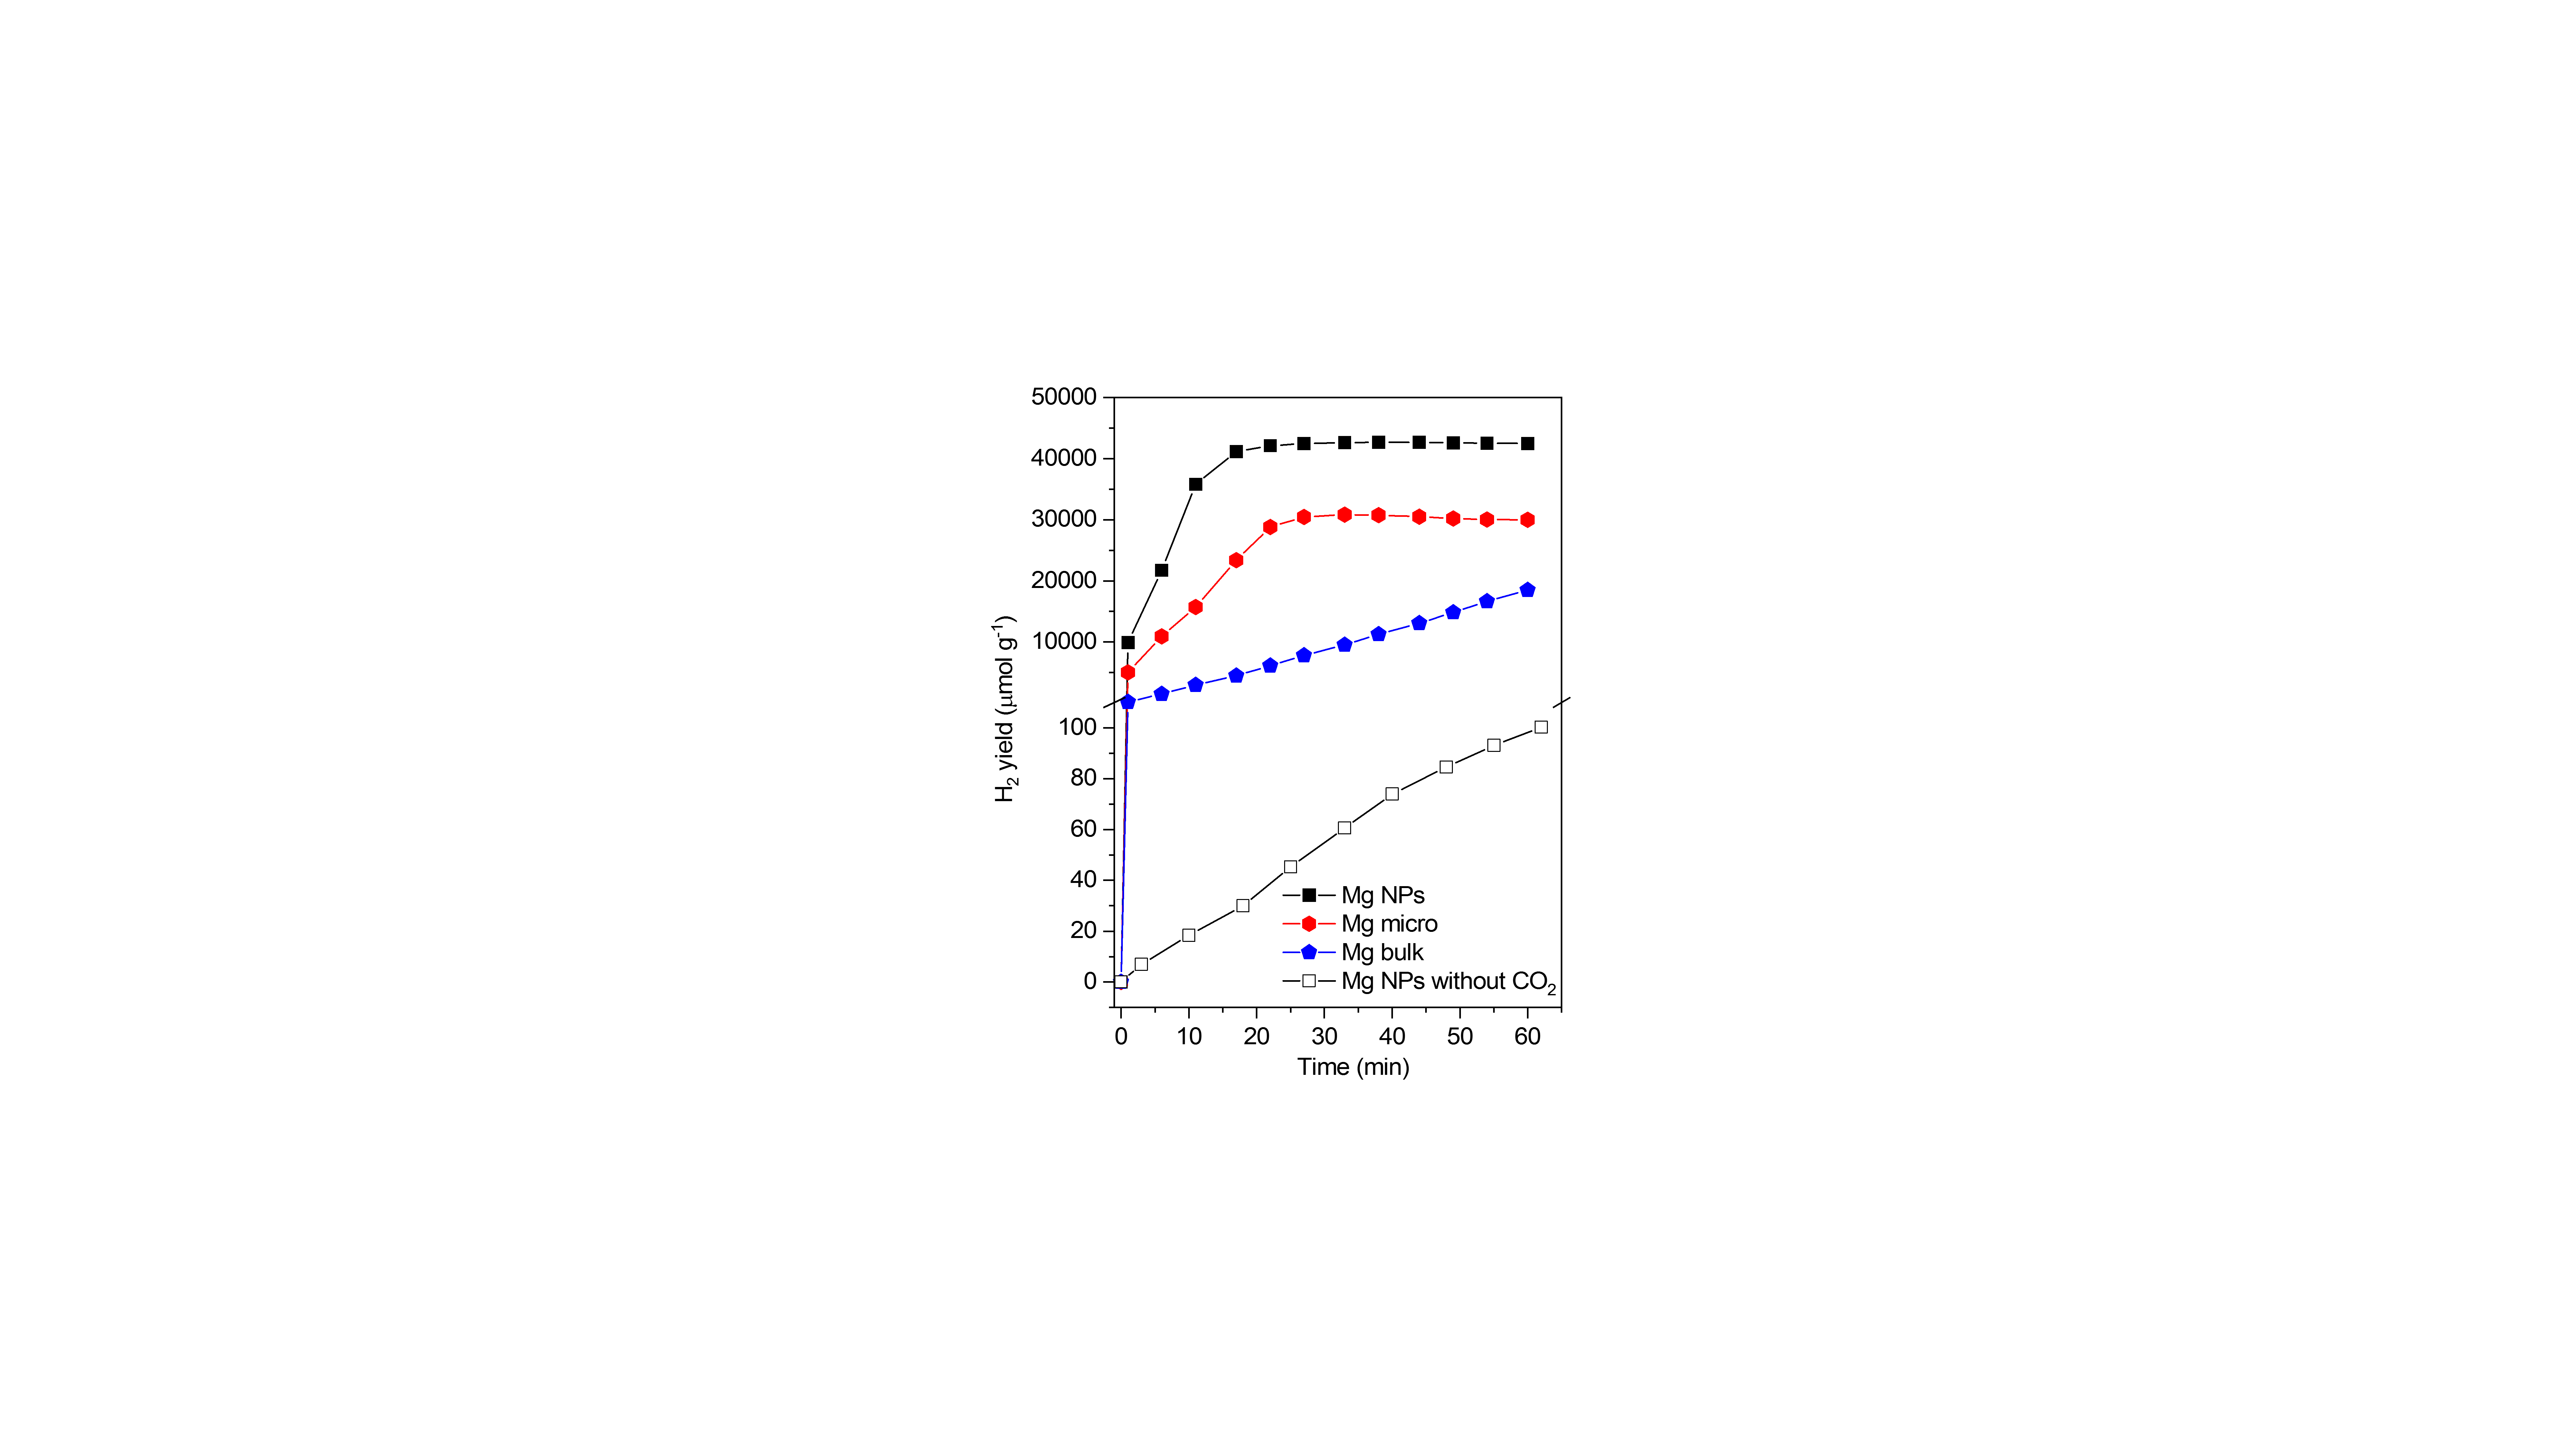 50000
40000
30000
20000
10000
100
80
60
40
20
0
H2 yield (μmol g-1)
Mg NPs
Mg micro
Mg bulk
Mg NPs without CO2
0 10 20 30 40 50 60
Time (min)